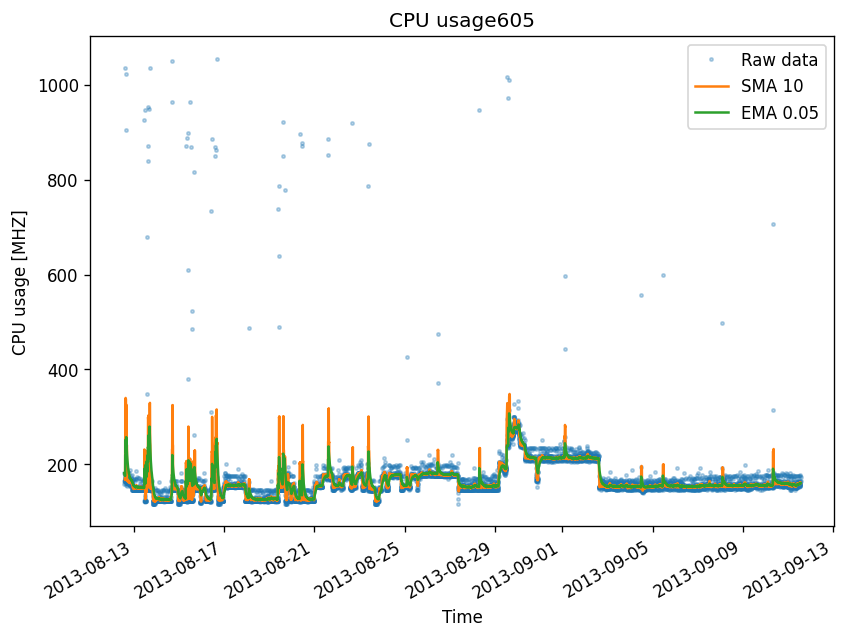 CPU usage605
Raw data
SMA 10
EMA 0.05
1000
800
600
400
200
CPU usage [MHZ]
2013-08-13
2013-08-17
2013-08-21
2013-08-25
2013-08-29
2013-09-01
2013-09-05
2013-09-09
2013-09-13
Time